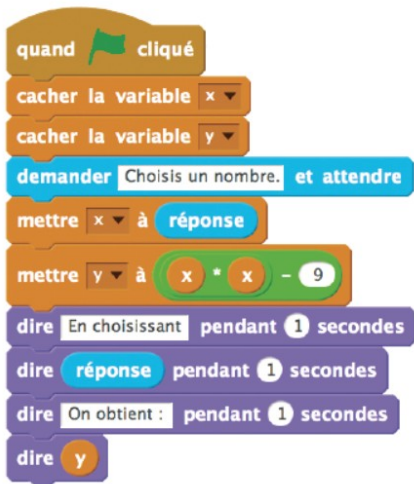 quand cliqué
cacher la variable x
cacher la variable y
demander Choisis un nombre. et attendre
mettre x à réponse
mettre y à x * x - 9
dire En choisissant pendant 1 secondes
dire réponse pendant 1 secondes
dire On obtient : pendant 1 secondes
dire y